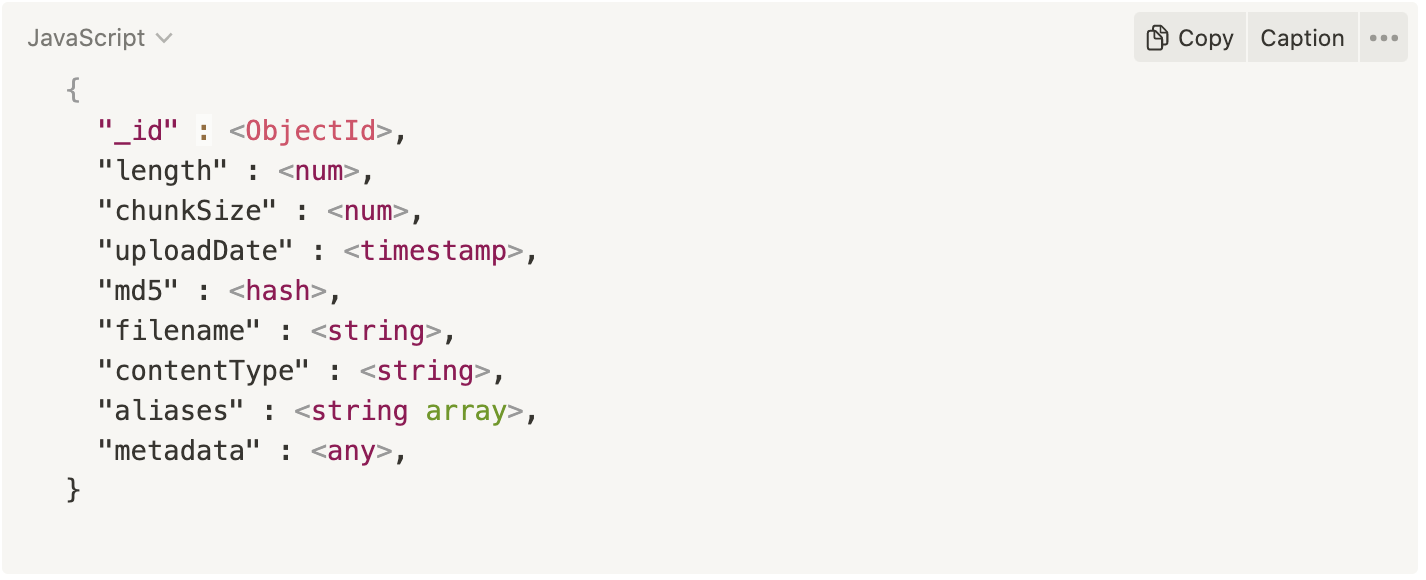 JavaScript
Copy Caption
{
"_id" : <ObjectId>,
"length" : <num>,
"chunkSize" : <num>,
"uploadDate" : <timestamp>,
"md5" : <hash>,
"filename" : <string>,
"contentType" : <string>,
"aliases" : <string array>,
"metadata" : <any>,
}